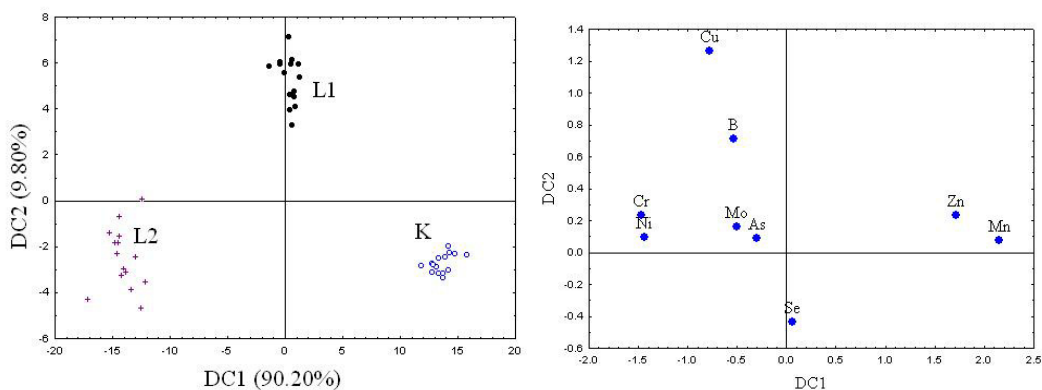 8
6
4
2
0
-2
-4
-6
-20 -15 -10 -5 0 5 10 15 20
DC2 (9.80%)
DC1 (90.20%)
L1
L2
K
1.4
1.2
1.0
0.8
0.6
0.4
0.2
0.0
-0.2
-0.4
-0.6
-2.0 -1.5 -1.0 -0.5 0.0 0.5 1.0 1.5 2.0 2.5
DC2
DC1
Cu
B
Cr
Ni
Mo
As
Zn
Mn
Se